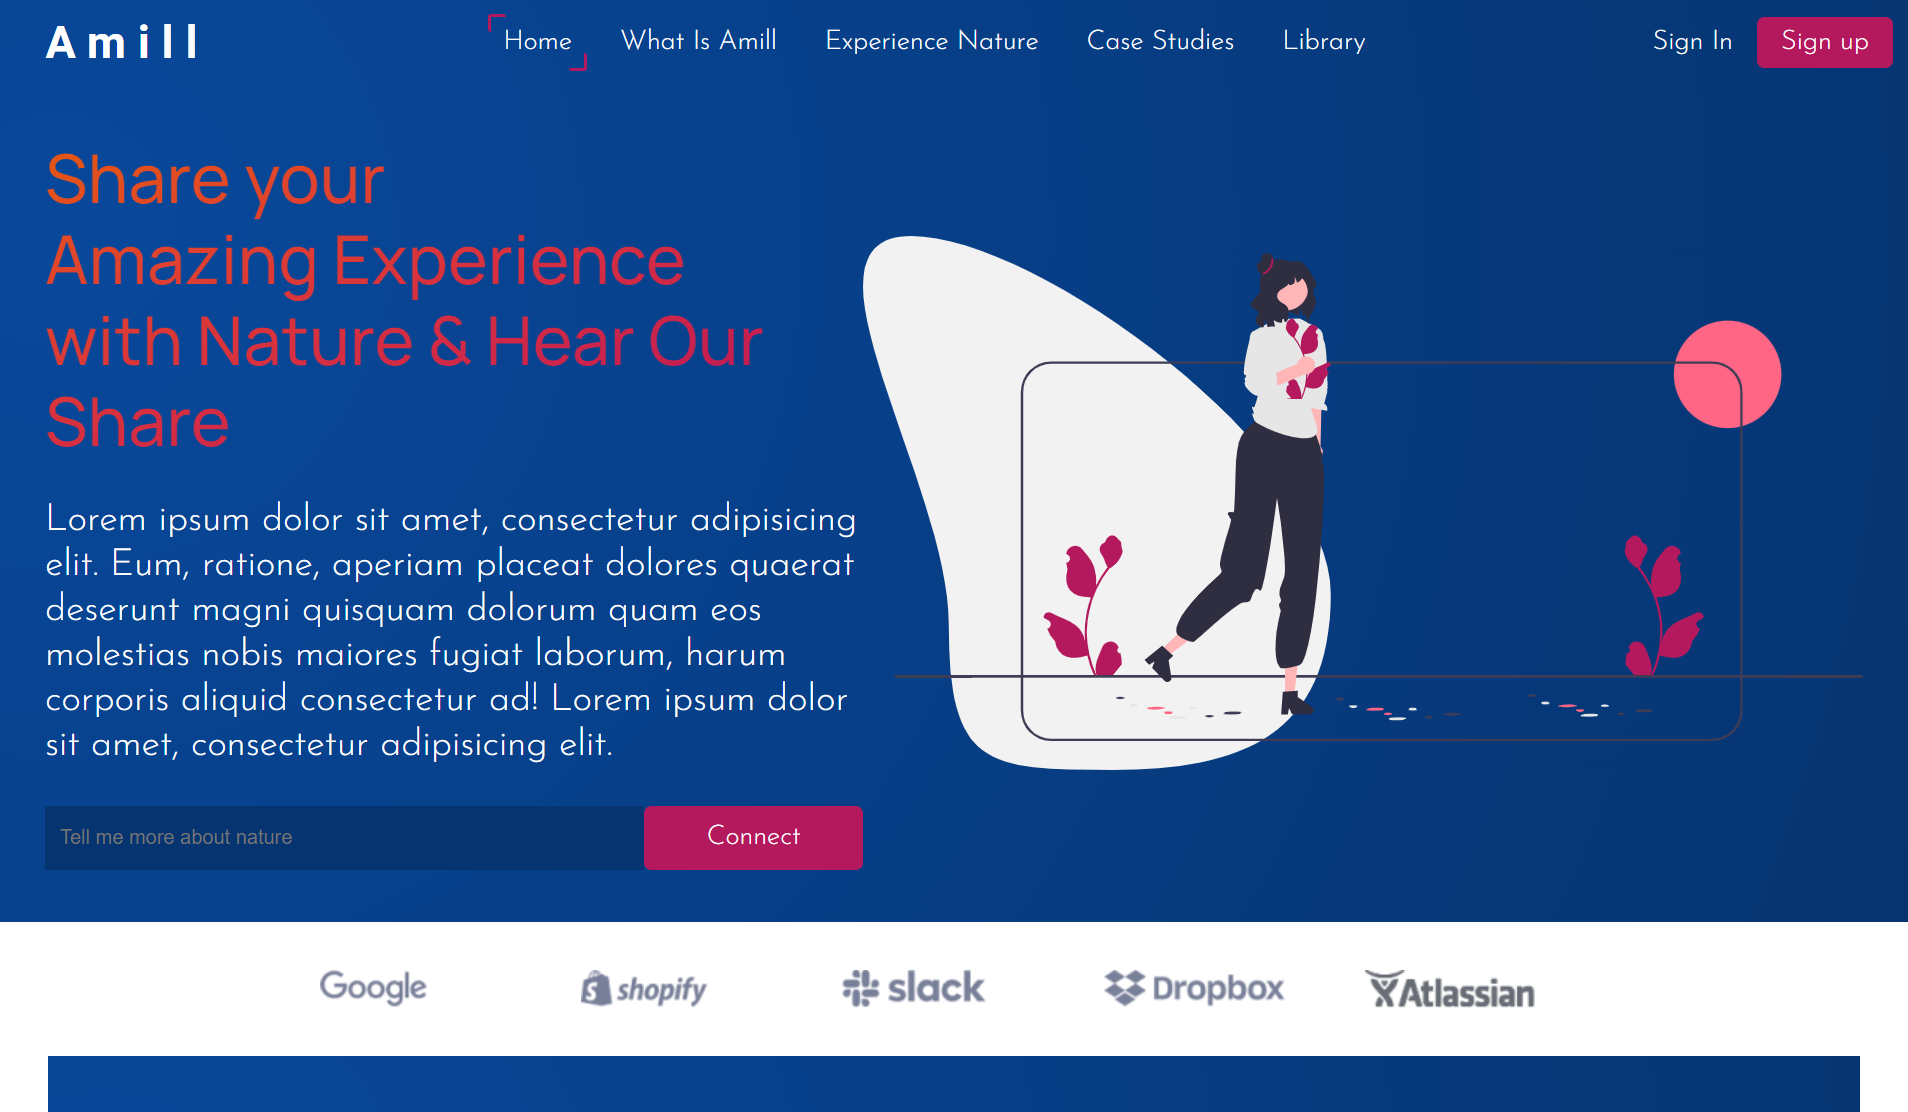 Amill
Home
What Is Amill
Experience Nature
Case Studies
Library
Sign In
Sign up
Share your
Amazing Experience
with Nature & Hear Our
Share
Lorem ipsum dolor sit amet, consectetur adipisicing
elit. Eum, ratione, aperiam placeat dolores quaerat
deserunt magni quisquam dolorum quam eos
molestias nobis maiores fugiat laborum, harum
corporis aliquid consectetur ad! Lorem ipsum dolor
sit amet, consectetur adipisicing elit.
Tell me more about nature
Connect
Google
shopify
slack
Dropbox
Atlassian